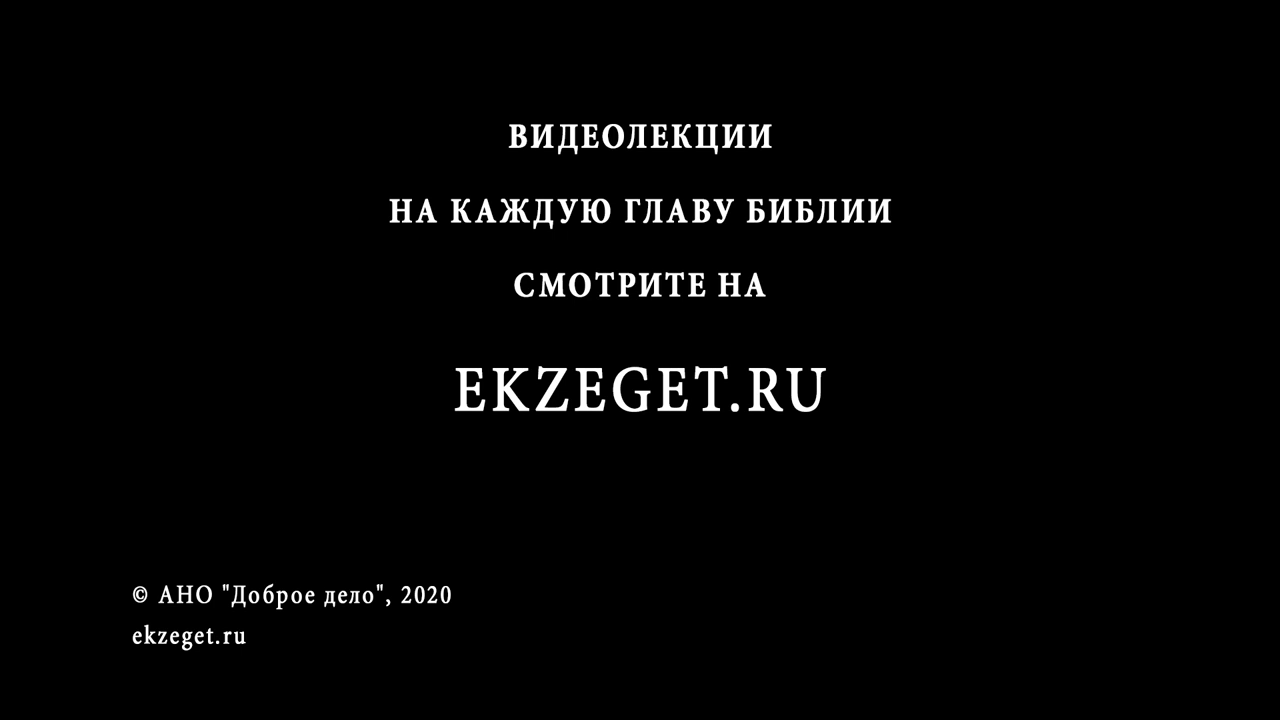 ВИДЕОЛЕКЦИИ
НА КАЖДУЮ ГЛАВУ БИБЛИИ
СМОТРИТЕ НА
EKZEGET.RU
© АНО "Доброе дело", 2020
ekzeget.ru